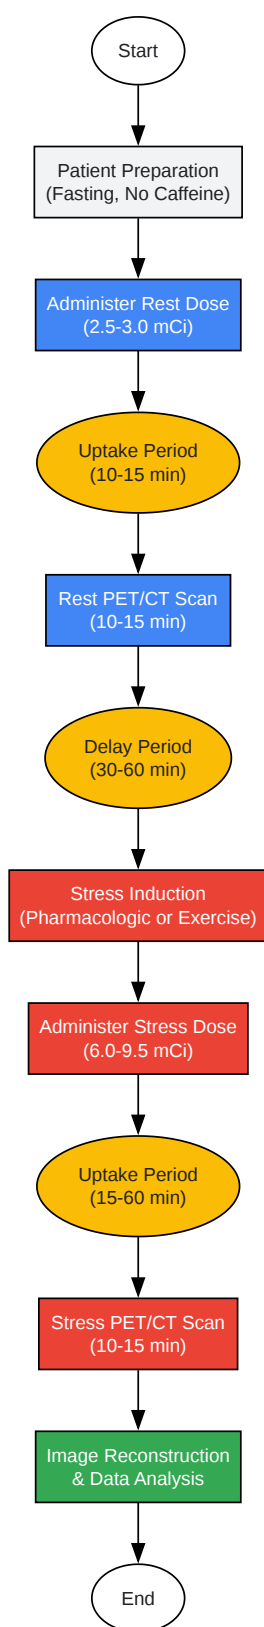 Start
Patient Preparation
(Fasting, No Caffeine)
Administer Rest Dose
(2.5-3.0 mCi)
Uptake Period
(10-15 min)
Rest PET/CT Scan
(10-15 min)
Delay Period
(30-60 min)
Stress Induction
(Pharmacologic or Exercise)
Administer Stress Dose
(6.0-9.5 mCi)
Uptake Period
(15-60 min)
Stress PET/CT Scan
(10-15 min)
Image Reconstruction
& Data Analysis
End